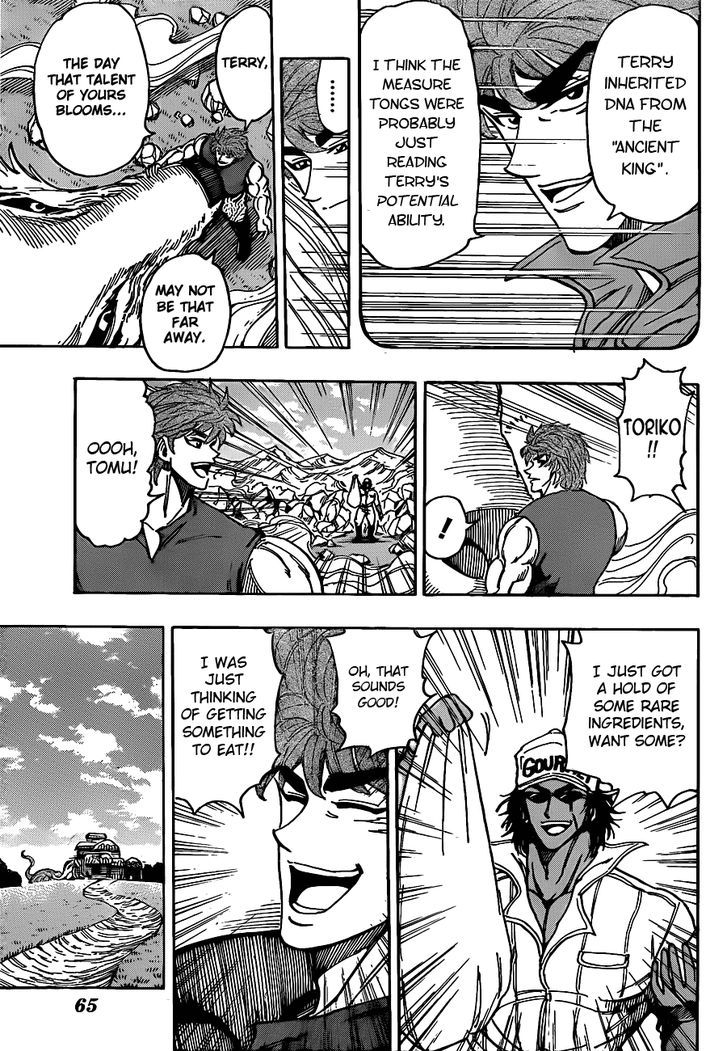 TERRY
INHERITED
DNA FROM
THE
"ANCIENT
KING".
I THINK THE
MEASURE
TONGS WERE
PROBABLY
JUST
READING
TERRY'S
POTENTIAL
ABILITY.
........
TERRY,
THE DAY
THAT TALENT
OF YOURS
BLOOMS...
MAY NOT
BE THAT
FAR
AWAY.
TORIKO
!!
!
OOOH,
TOMU!
I JUST GOT
A HOLD OF
SOME RARE
INGREDIENTS,
WANT SOME?
GOURMETS
OH, THAT
SOUNDS
GOOD!
I WAS
JUST
THINKING
OF GETTING
SOMETHING
TO EAT!!
65